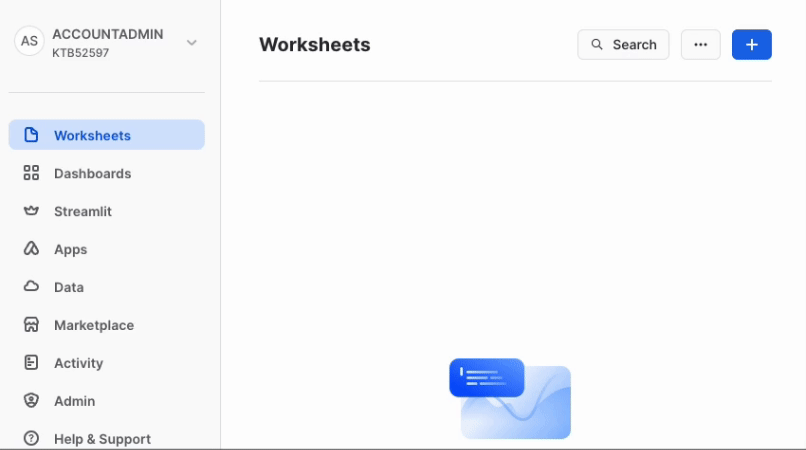 AS
ACCOUNTADMIN
KTB52597
Worksheets
Dashboards
Streamlit
Apps
Data
Marketplace
Activity
Admin
Help & Support
Worksheets
Search